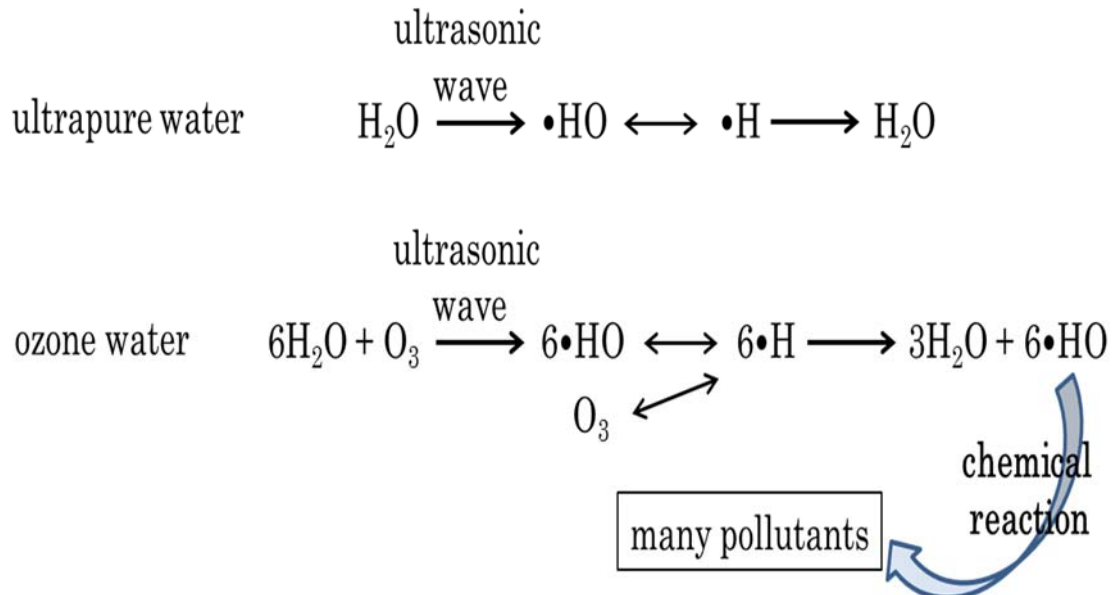 ultrasonic
wave
ultrapure water H₂O ⟶ •HO ⟷ •H ⟶ H₂O
ultrasonic
wave
ozone water 6H₂O + O₃ ⟶ 6•HO ⟷ 6•H ⟶ 3H₂O + 6•HO
O₃
chemical
reaction
many pollutants